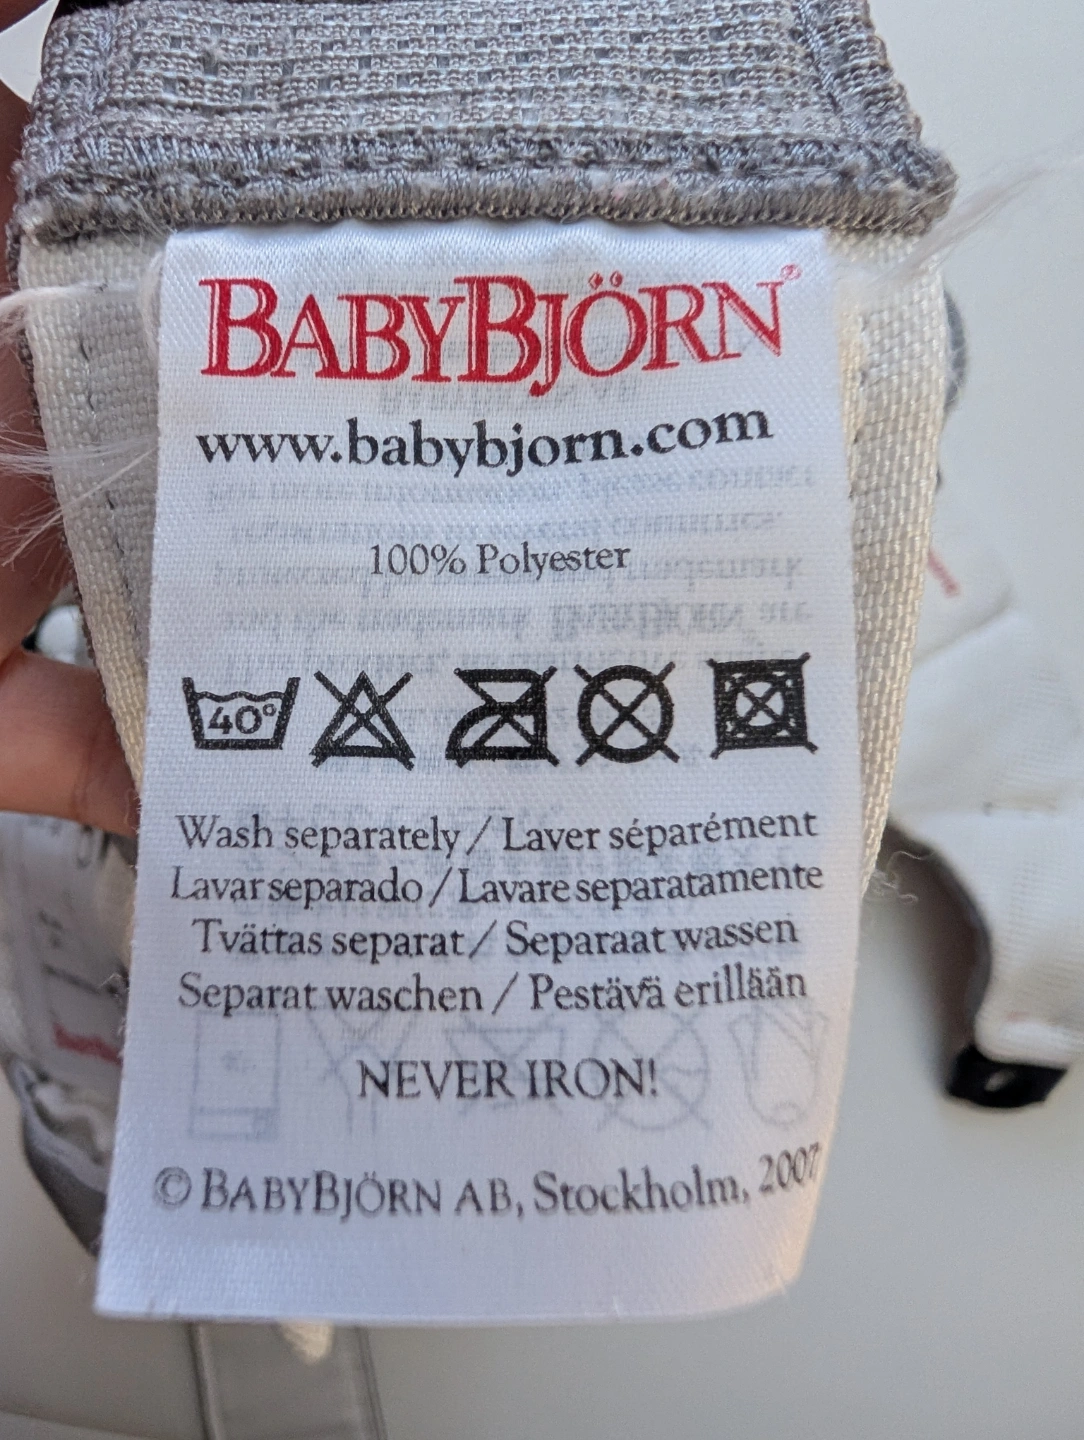 BABYBJÖRN®
www.babybjorn.com
100% Polyester
40°
Wash separately / Laver séparément
Lavar separado / Lavare separatamente
Tvättas separat / Separaat wassen
Separat waschen / Pestävä erillään
NEVER IRON!
© BABYBJÖRN AB, Stockholm, 2007